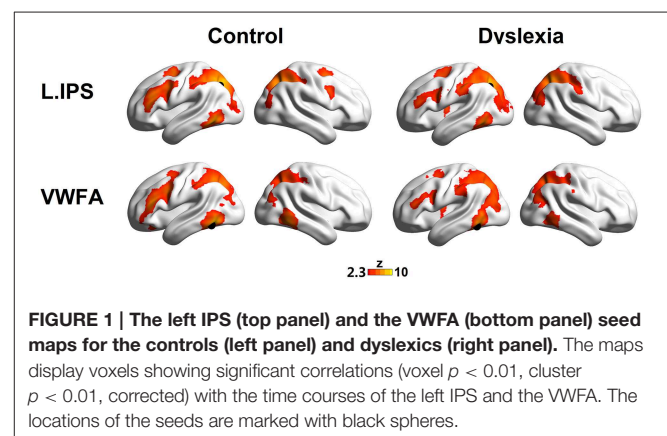 Control Dyslexia
L.IPS
VWFA
z
2.3 10
FIGURE 1 | The left IPS (top panel) and the VWFA (bottom panel) seed
maps for the controls (left panel) and dyslexics (right panel). The maps
display voxels showing significant correlations (voxel p < 0.01, cluster
p < 0.01, corrected) with the time courses of the left IPS and the VWFA. The
locations of the seeds are marked with black spheres.